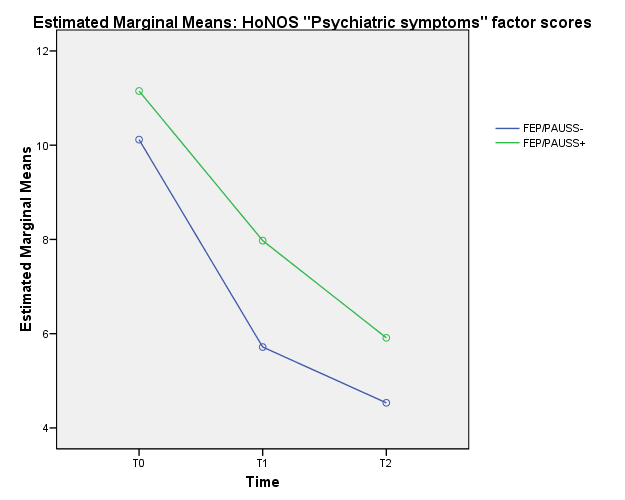 Estimated Marginal Means: HoNOS "Psychiatric symptoms" factor scores
12
10
8
6
4
Estimated Marginal Means
T0
T1
T2
Time
FEP/PAUSS-
FEP/PAUSS+